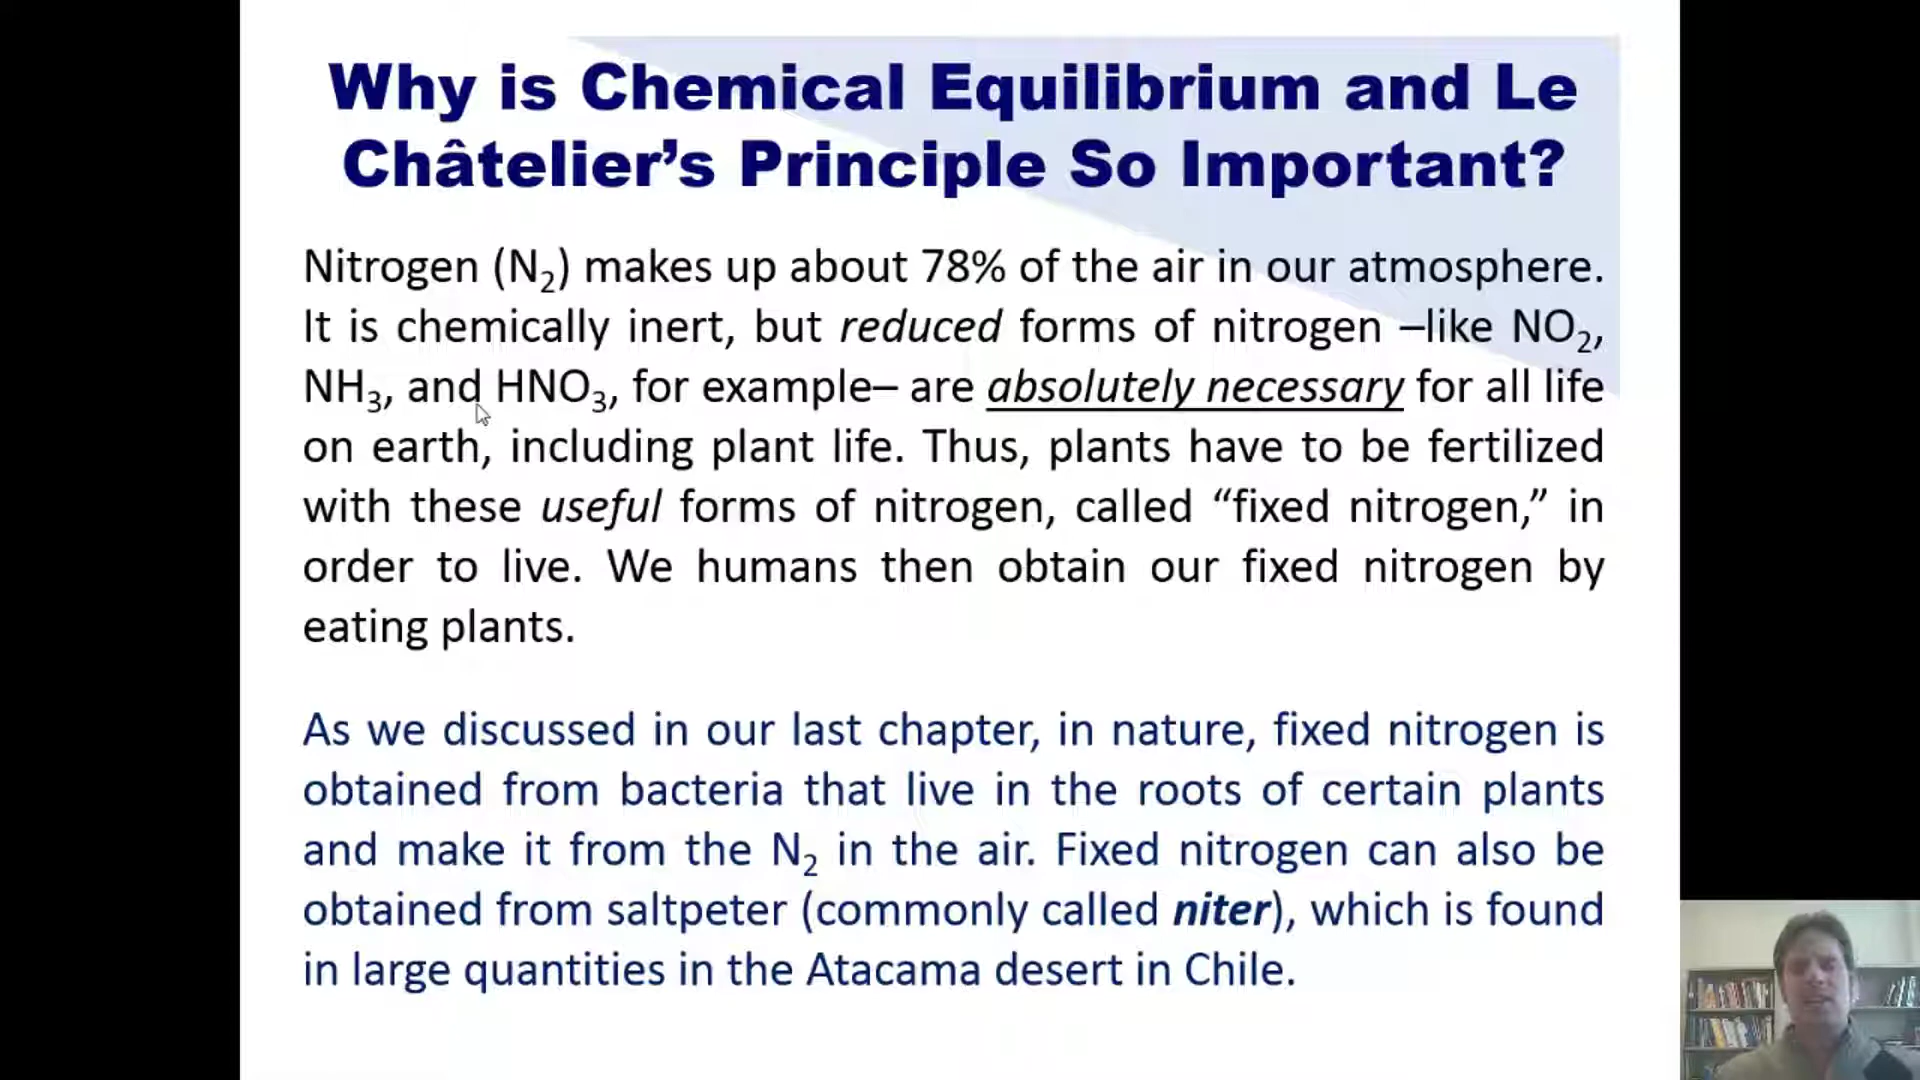 Why is Chemical Equilibrium and Le
Châtelier’s Principle So Important?
Nitrogen (N₂) makes up about 78% of the air in our atmosphere.
It is chemically inert, but reduced forms of nitrogen –like NO₂,
NH₃, and HNO₃, for example– are absolutely necessary for all life
on earth, including plant life. Thus, plants have to be fertilized
with these useful forms of nitrogen, called “fixed nitrogen,” in
order to live. We humans then obtain our fixed nitrogen by
eating plants.
As we discussed in our last chapter, in nature, fixed nitrogen is
obtained from bacteria that live in the roots of certain plants
and make it from the N₂ in the air. Fixed nitrogen can also be
obtained from saltpeter (commonly called niter), which is found
in large quantities in the Atacama desert in Chile.